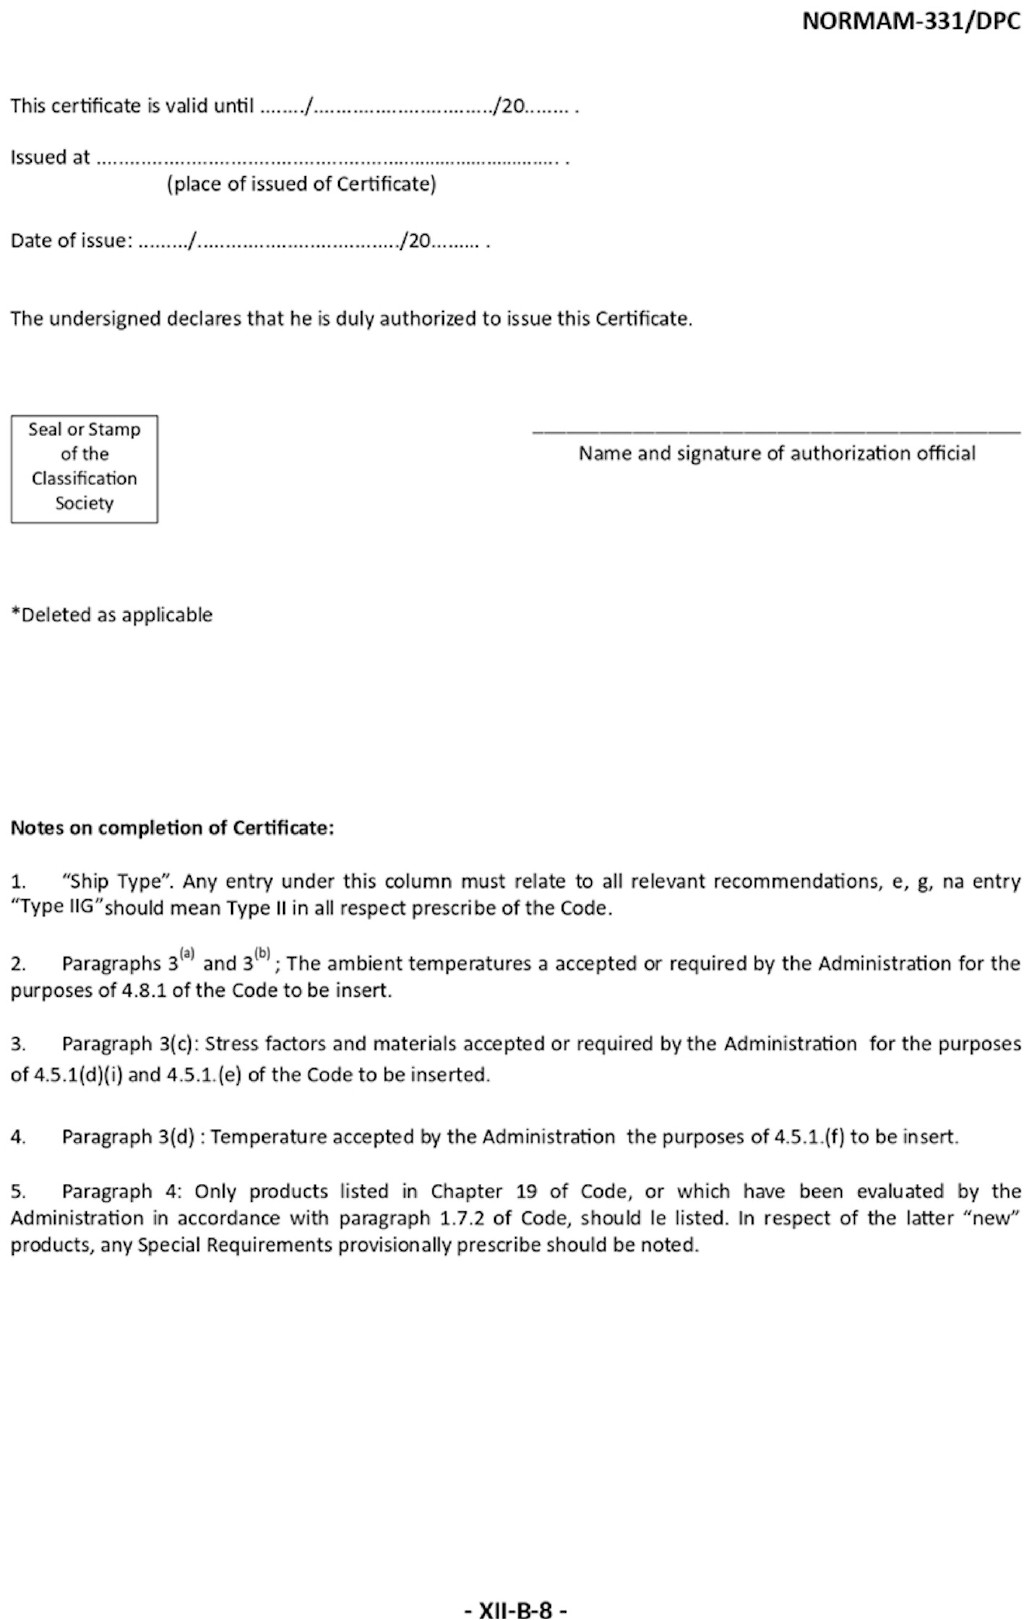 NORMAM-331/DPC
This certificate is valid until ......../................................/20........ .
Issued at .................................................................................... .
(place of issued of Certificate)
Date of issue: ........./..................................../20......... .
The undersigned declares that he is duly authorized to issue this Certificate.
Seal or Stamp
of the
Classification
Society
Name and signature of authorization official
*Deleted as applicable
Notes on completion of Certificate:
1. “Ship Type”. Any entry under this column must relate to all relevant recommendations, e, g, na entry
“Type IIG”should mean Type II in all respect prescribe of the Code.
2. Paragraphs 3(a) and 3(b) ; The ambient temperatures a accepted or required by the Administration for the
purposes of 4.8.1 of the Code to be insert.
3. Paragraph 3(c): Stress factors and materials accepted or required by the Administration for the purposes
of 4.5.1(d)(i) and 4.5.1.(e) of the Code to be inserted.
4. Paragraph 3(d) : Temperature accepted by the Administration the purposes of 4.5.1.(f) to be insert.
5. Paragraph 4: Only products listed in Chapter 19 of Code, or which have been evaluated by the
Administration in accordance with paragraph 1.7.2 of Code, should le listed. In respect of the latter “new”
products, any Special Requirements provisionally prescribe should be noted.
- XII-B-8 -